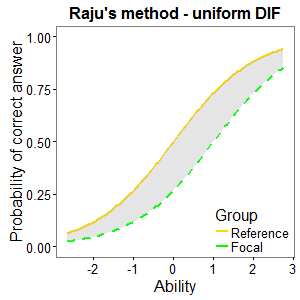 Raju's method - uniform DIF
Probability of correct answer
1.00
0.75
0.50
0.25
0.00
Group
Reference
Focal
-2 -1 0 1 2 3
Ability